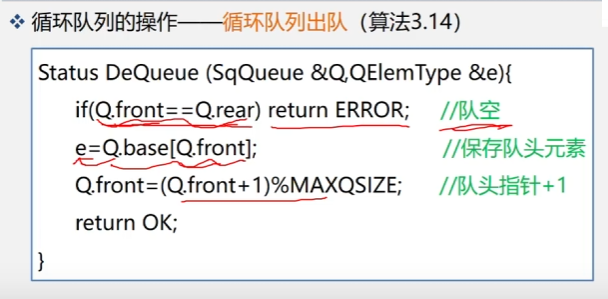 ❖ 循环队列的操作——循环队列出队（算法3.14）
Status DeQueue (SqQueue &Q,QElemType &e){
if(Q.front==Q.rear) return ERROR; //队空
e=Q.base[Q.front]; //保存队头元素
Q.front=(Q.front+1)%MAXQSIZE; //队头指针+1
return OK;
}